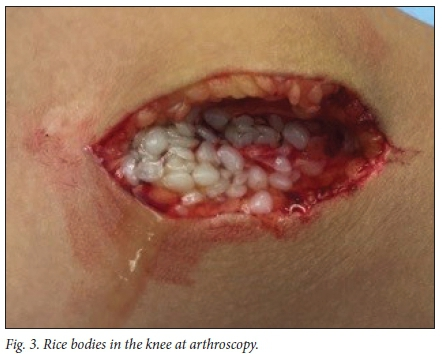 Fig. 3. Rice bodies in the knee at arthroscopy.